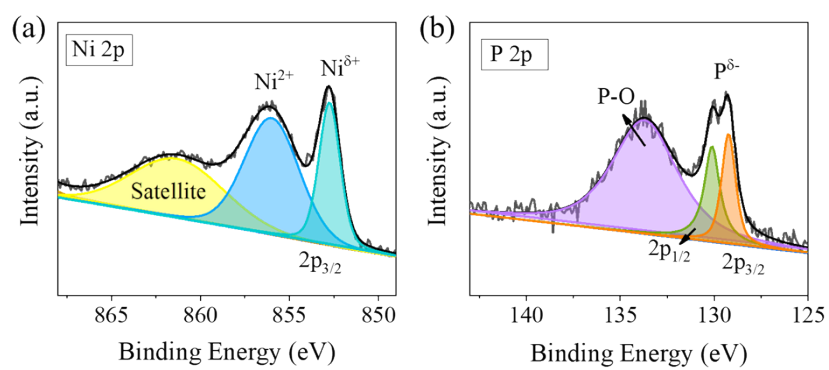 (a)
Ni 2p
Ni²⁺
Niᵟ⁺
Satellite
2p₃/₂
Intensity (a.u.)
865 860 855 850
Binding Energy (eV)
(b)
P 2p
P-O
Pᵟ⁻
2p₁/₂
2p₃/₂
Intensity (a.u.)
140 135 130 125
Binding Energy (eV)